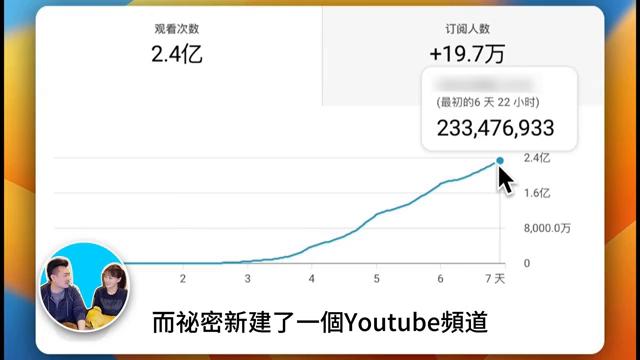 观看次数
2.4亿
订阅人数
+19.7万
(最初的6 天 22 小时)
233,476,933
2.4亿
1.6亿
8,000.0万
0
2
3
4
5
6
7 天
而祕密新建了一個Youtube頻道